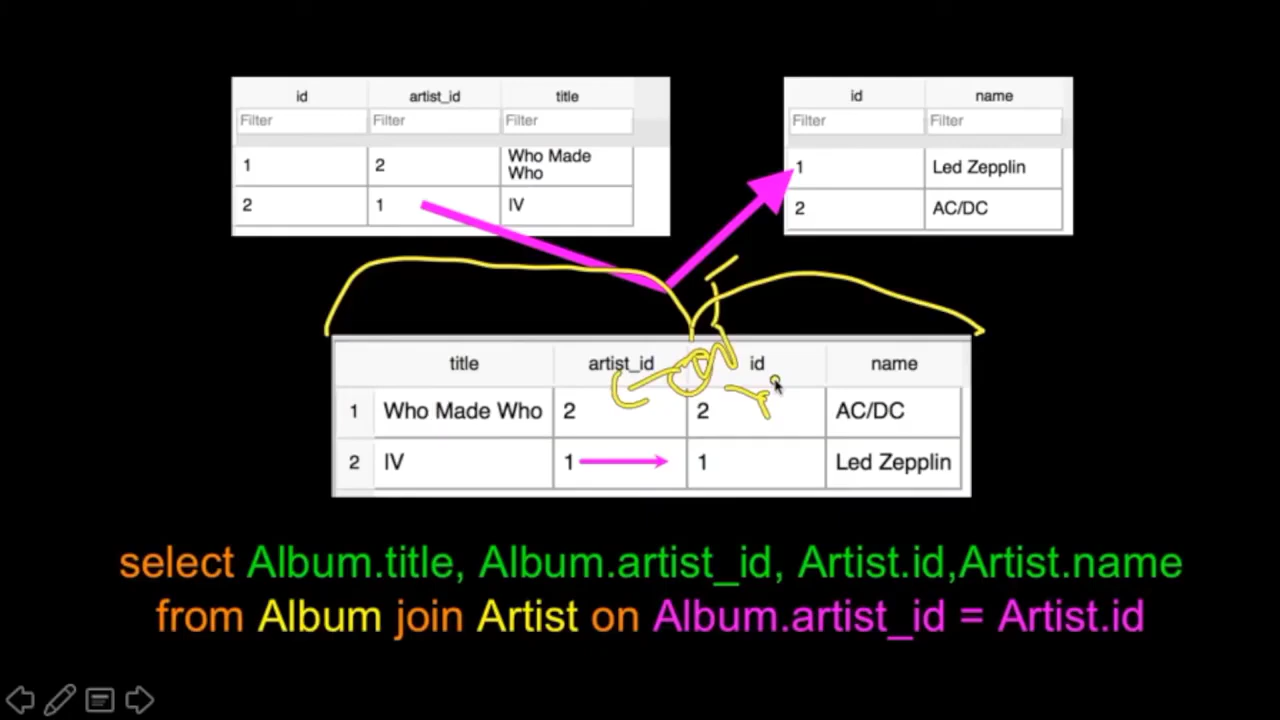 id artist_id title
Filter Filter Filter
1 2 Who Made
Who
2 1 IV
id name
Filter Filter
1 Led Zepplin
2 AC/DC
title artist_id id name
1 Who Made Who 2 2 AC/DC
2 IV 1 1 Led Zepplin
on
select Album.title, Album.artist_id, Artist.id,Artist.name
from Album join Artist on Album.artist_id = Artist.id